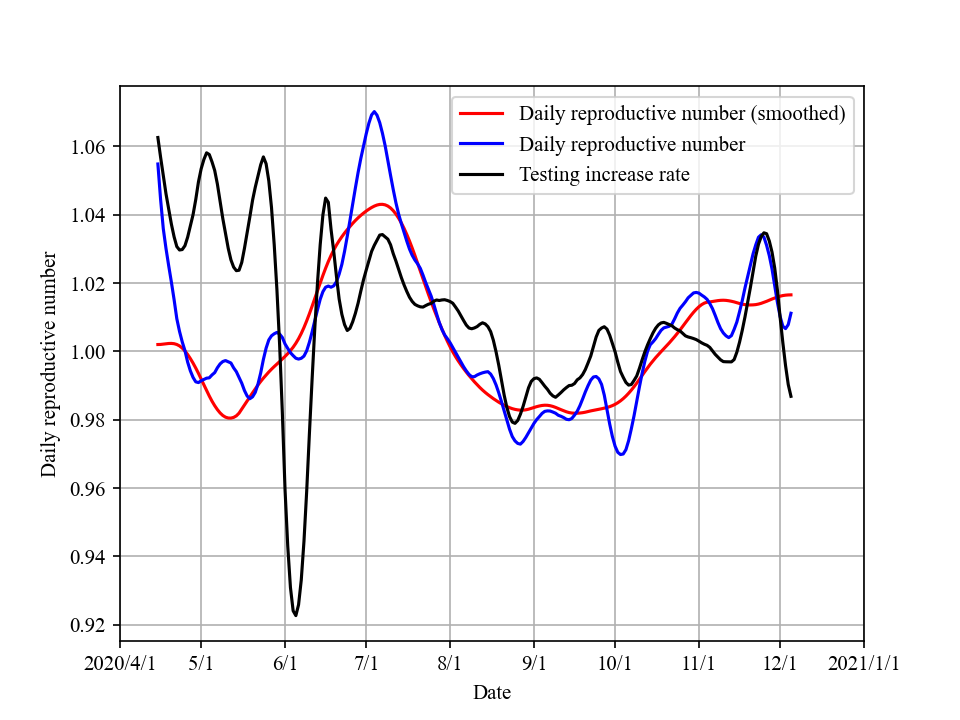 Daily reproductive number (smoothed)
Daily reproductive number
Testing increase rate
Daily reproductive number
1.06
1.04
1.02
1.00
0.98
0.96
0.94
0.92
2020/4/1 5/1 6/1 7/1 8/1 9/1 10/1 11/1 12/1 2021/1/1
Date